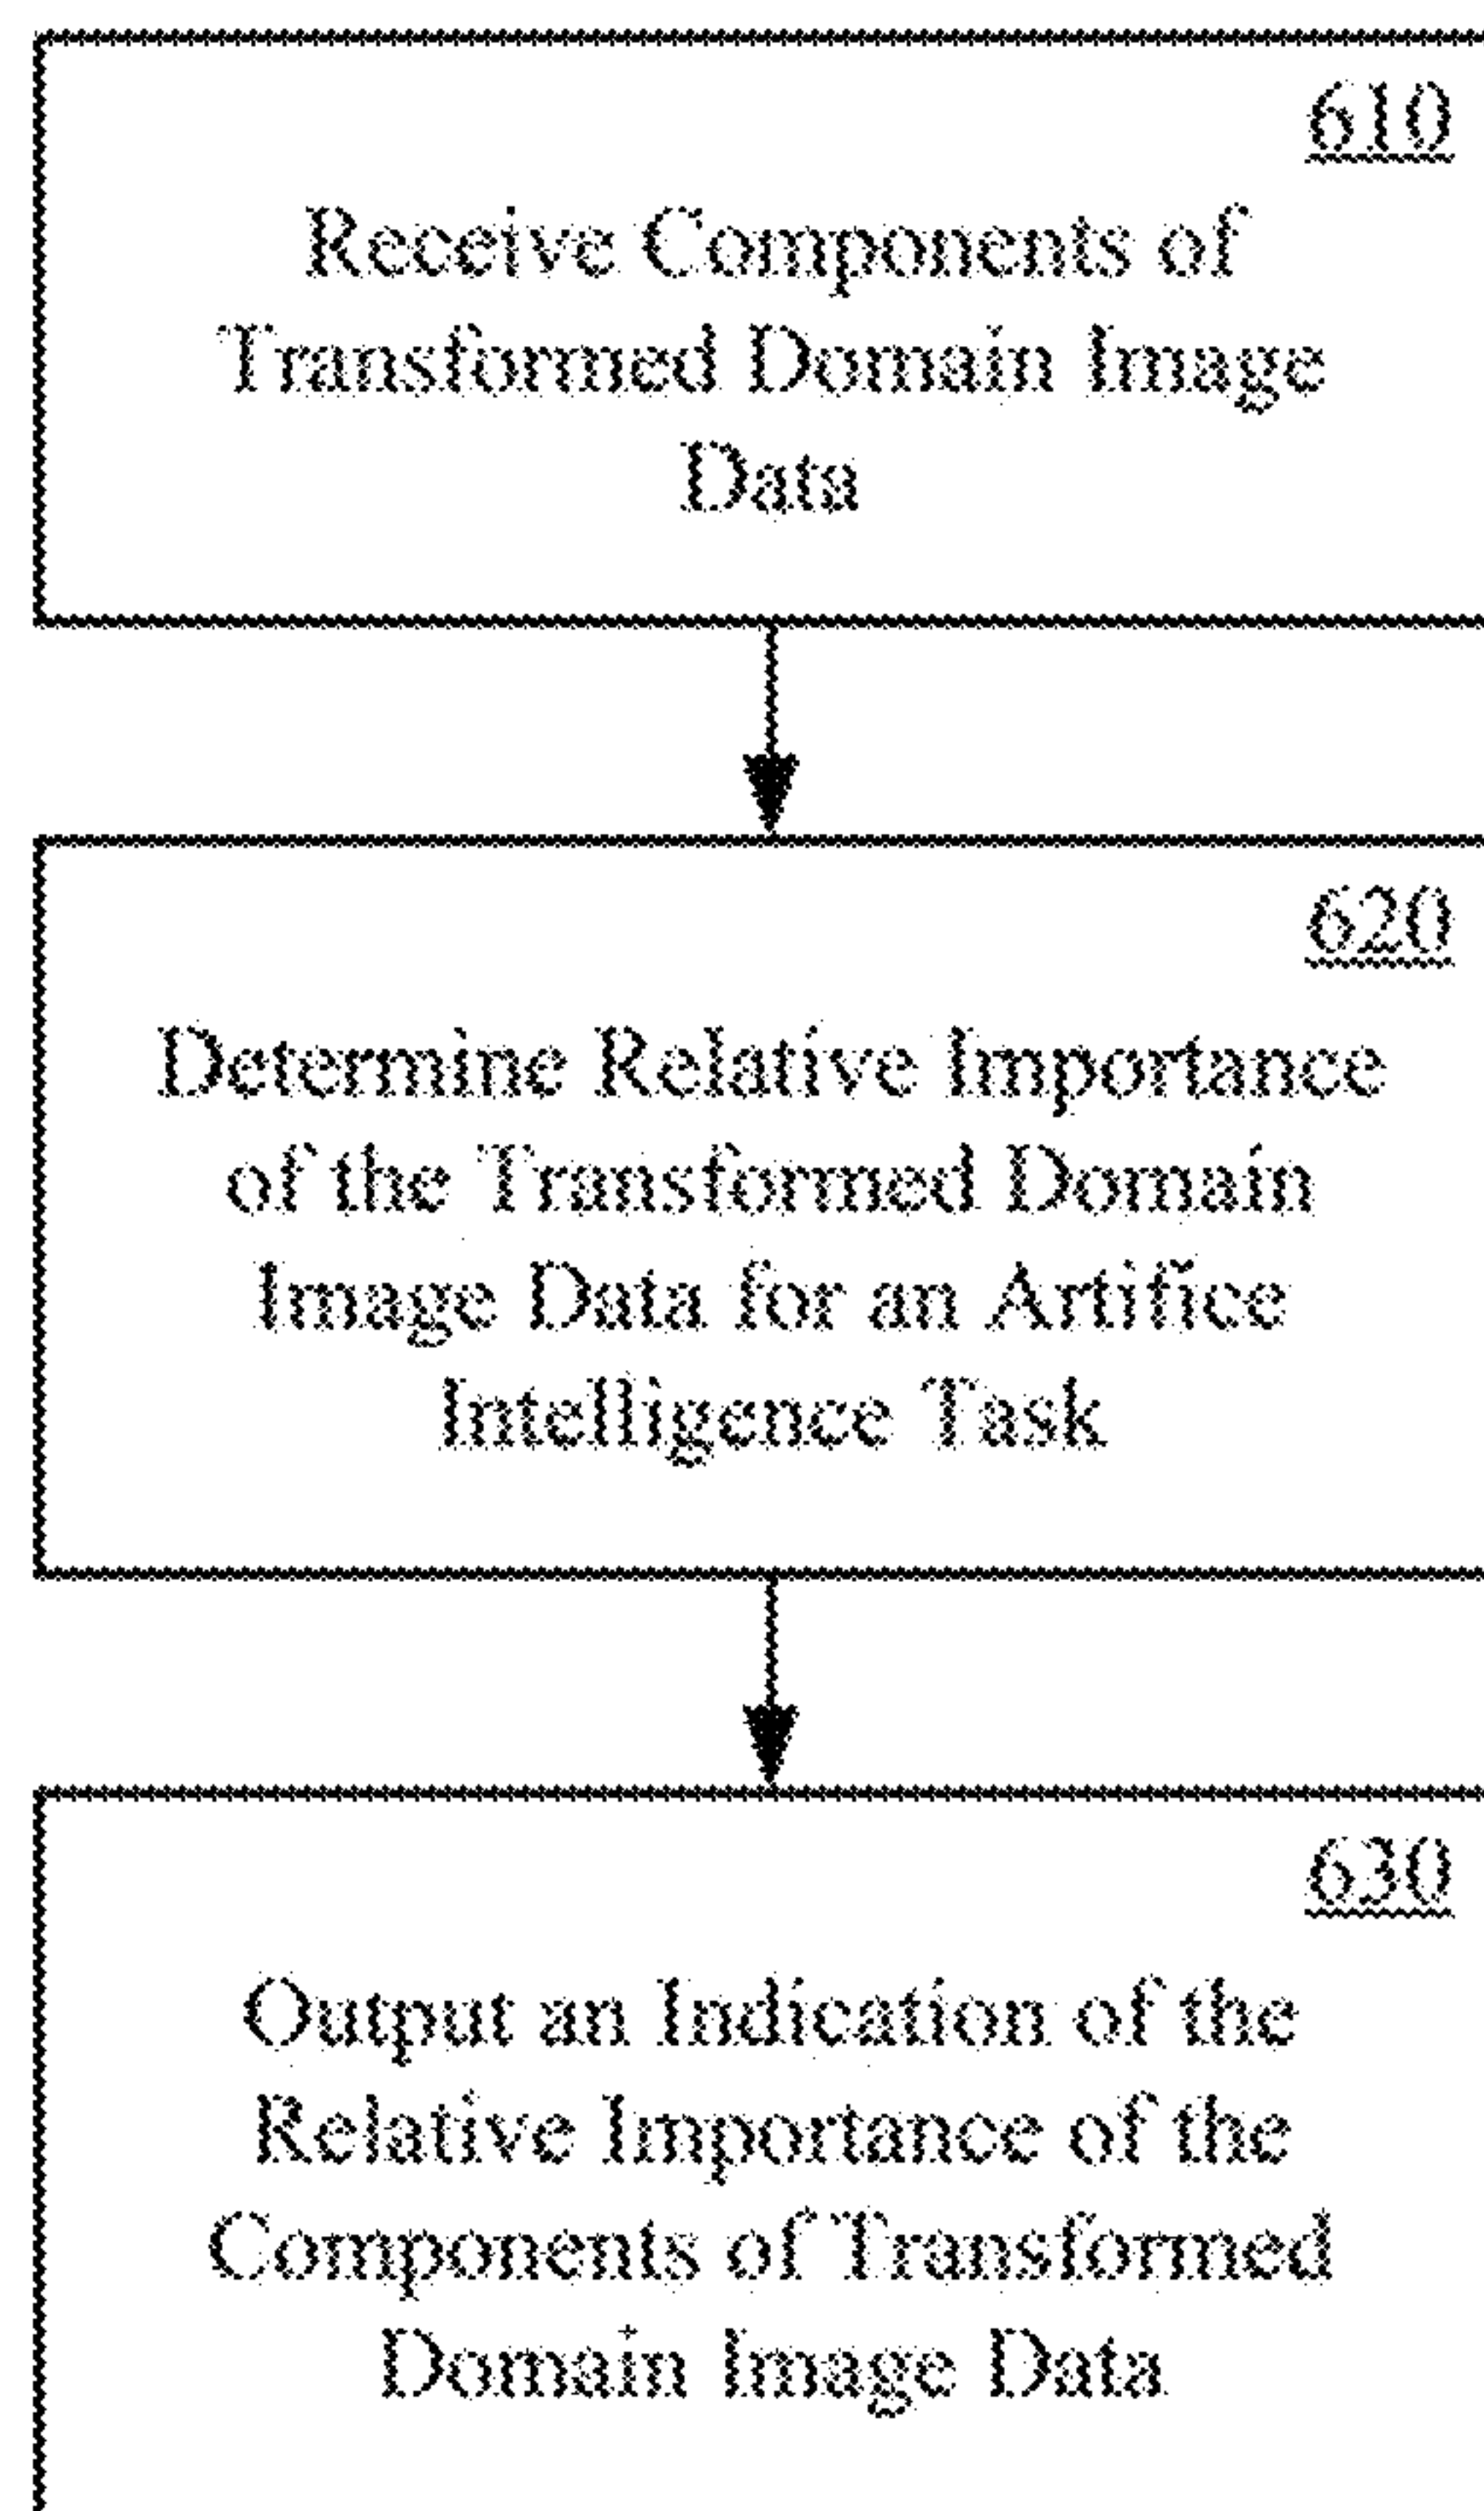 610
Receive Components of
Transformed Domain Image
Data
620
Determine Relative Importance
of the Transformed Domain
Image Data for an Artifice
Intelligence Task
630
Ouput an Indication of the
Relative Importance of the
Components of Transformed
Domain Image Data